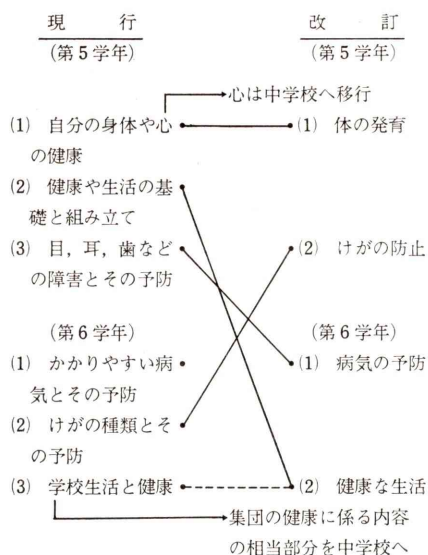 現　行　　改　訂
(第5学年)　　(第5学年)
心は中学校へ移行
(1) 自分の身体や心　　(1) 体の発育
の健康
(2) 健康や生活の基
礎と組み立て
(3) 目，耳，歯など　　(2) けがの防止
の障害とその予防
(第6学年)　　(第6学年)
(1) かかりやすい病　　(1) 病気の予防
気とその予防
(2) けがの種類とそ
の予防
(3) 学校生活と健康　　(2) 健康な生活
集団の健康に係る内容
の相当部分を中学校へ